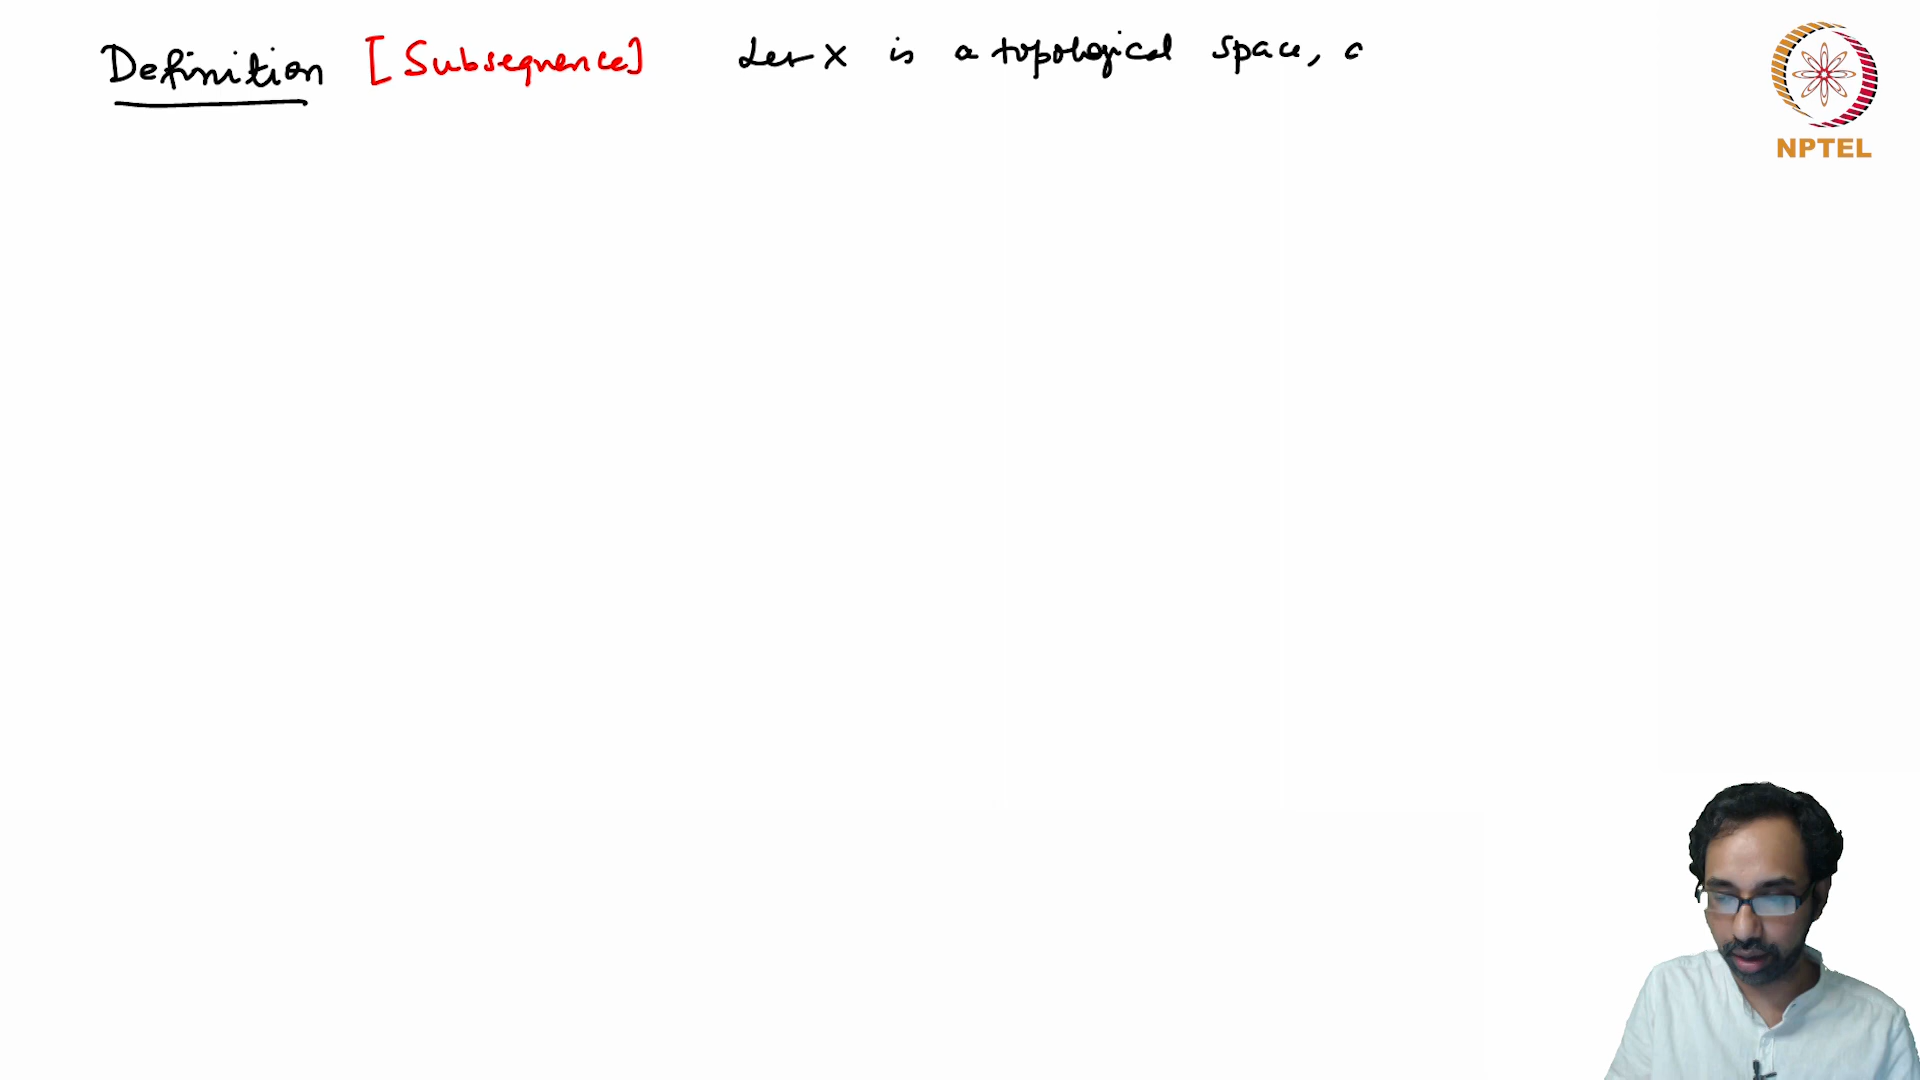 Definition [Subsequence] Let X is a topological space, a
NPTEL